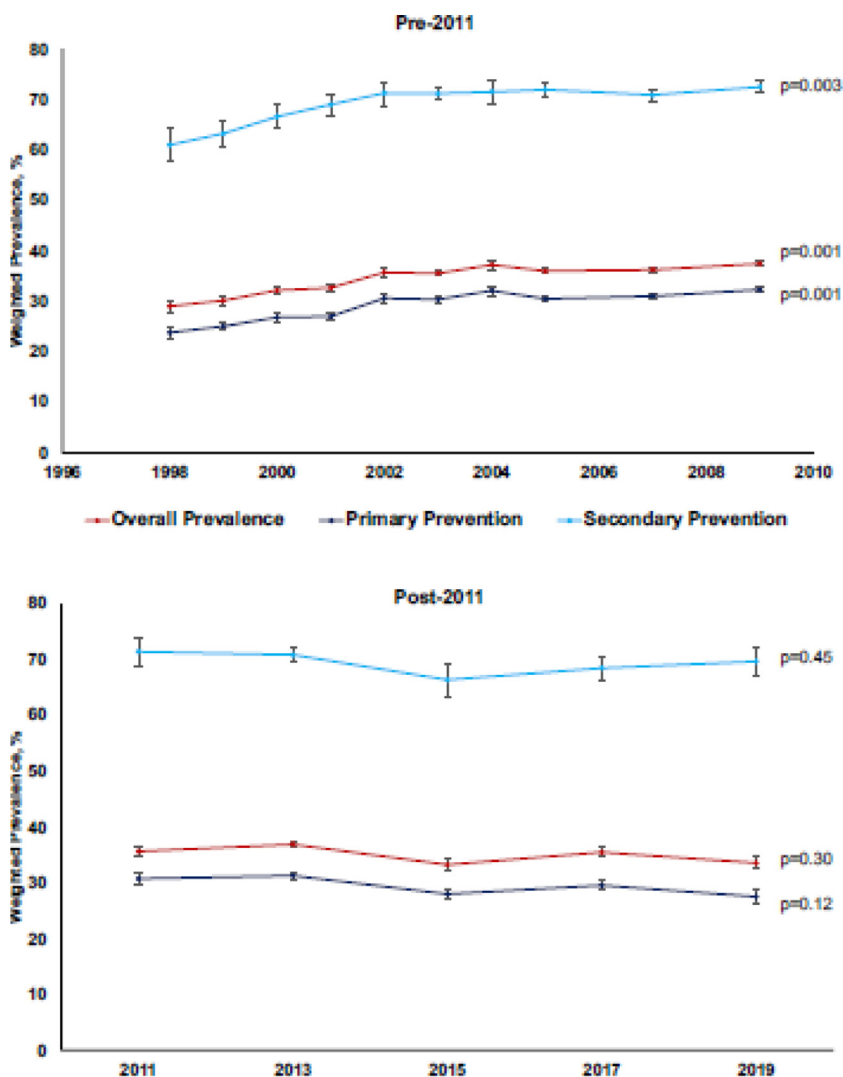 Pre-2011
80
70
60
50
40
30
20
10
0
Weighted Prevalence, %
p=0.003
p=0.001
p=0.001
1996 1998 2000 2002 2004 2006 2008 2010
Overall Prevalence Primary Prevention Secondary Prevention
Post-2011
80
70
60
50
40
30
20
10
0
Weighted Prevalence, %
p=0.45
p=0.30
p=0.12
2011 2013 2015 2017 2019